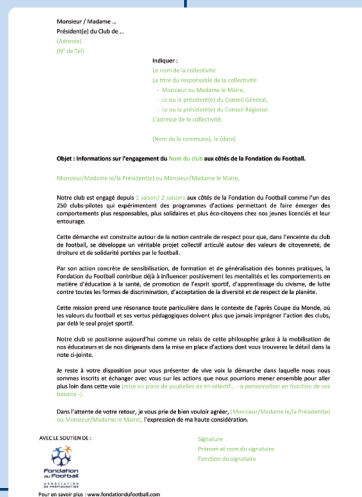 Monsieur / Madame ...
Président(e) du Club de ...
(Adresse)
(N° de Tel)
Indiquer :
Le nom de la collectivité
Le titre du responsable de la collectivité:
- Monsieur ou Madame le Maire,
- Le ou la président(e) du Conseil Général,
- Le ou la président(e) du Conseil Régional.
L'adresse de la collectivité.
(Nom de la commune), le (date)
Objet : Informations sur l'engagement du Nom du club aux côtés de la Fondation du Football.
Monsieur/Madame le/la Président(e) ou Monsieur/Madame le Maire,
Notre club est engagé depuis 1 saison/ 2 saisons aux côtés de la Fondation du Football comme l'un des
250 clubs-pilotes qui expérimentent des programmes d'actions permettant de faire émerger des
comportements plus responsables, plus solidaires et plus éco-citoyens chez nos jeunes licenciés et leur
entourage.
Cette démarche est construite autour de la notion centrale de respect pour que, dans l'enceinte du club
de football, se développe un véritable projet collectif articulé autour des valeurs de citoyenneté, de
droiture et de solidarité portées par le football.
Par son action concrète de sensibilisation, de formation et de généralisation des bonnes pratiques, la
Fondation du Football contribue déjà à influencer positivement les mentalités et les comportements en
matière d'éducation à la santé, de promotion de l'esprit sportif, d'apprentissage du civisme, de lutte
contre toutes les formes de discrimination, d'acceptation de la diversité et de respect de la planète.
Cette mission prend une résonance toute particulière dans le contexte de l'après Coupe du Monde, où
les valeurs du football et ses vertus pédagogiques doivent plus que jamais imprégner l'action des clubs,
par delà le seul projet sportif.
Notre club se positionne aujourd'hui comme un relais de cette philosophie grâce à la mobilisation de
nos éducateurs et de nos dirigeants dans la mise en place d'actions dont vous trouverez le détail dans la
note ci-jointe.
Je reste à votre disposition pour vous présenter de vive voix la démarche dans laquelle nous nous
sommes inscrits et échanger avec vous sur les actions que nous pourrions mener ensemble pour aller
plus loin dans cette voie (mise en place de poubelles de tri-sélectif... - à personnaliser en fonction de vos
besoins -).
Dans l'attente de votre retour, je vous prie de bien vouloir agréer, (Monsieur/Madame le/la Président(e)
ou Monsieur/Madame le Maire), l'expression de ma haute considération.
AVEC LE SOUTIEN DE :
Signature
Prénom et nom du signataire
Fonction du signataire
Fondation
du Football
Pour en savoir plus : www.fondationdufootball.com